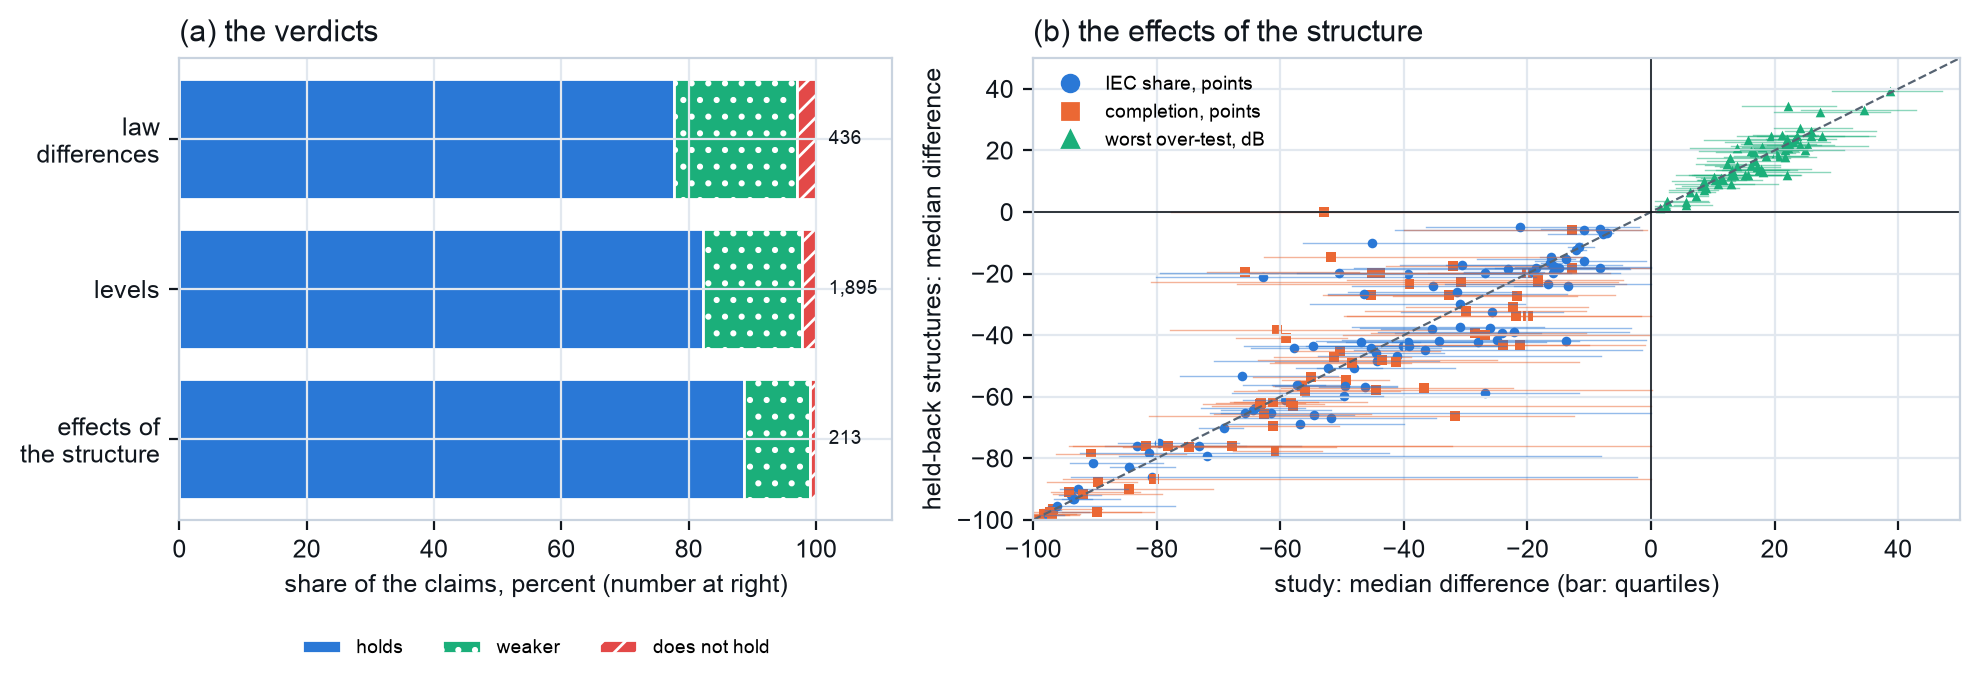 (a) the verdicts
law
differences
levels
effects of
the structure
436
1,895
213
0 20 40 60 80 100
share of the claims, percent (number at right)
holds weaker does not hold
(b) the effects of the structure
IEC share, points
completion, points
worst over-test, dB
held-back structures: median difference
40
20
0
−20
−40
−60
−80
−100
−100 −80 −60 −40 −20 0 20 40
study: median difference (bar: quartiles)